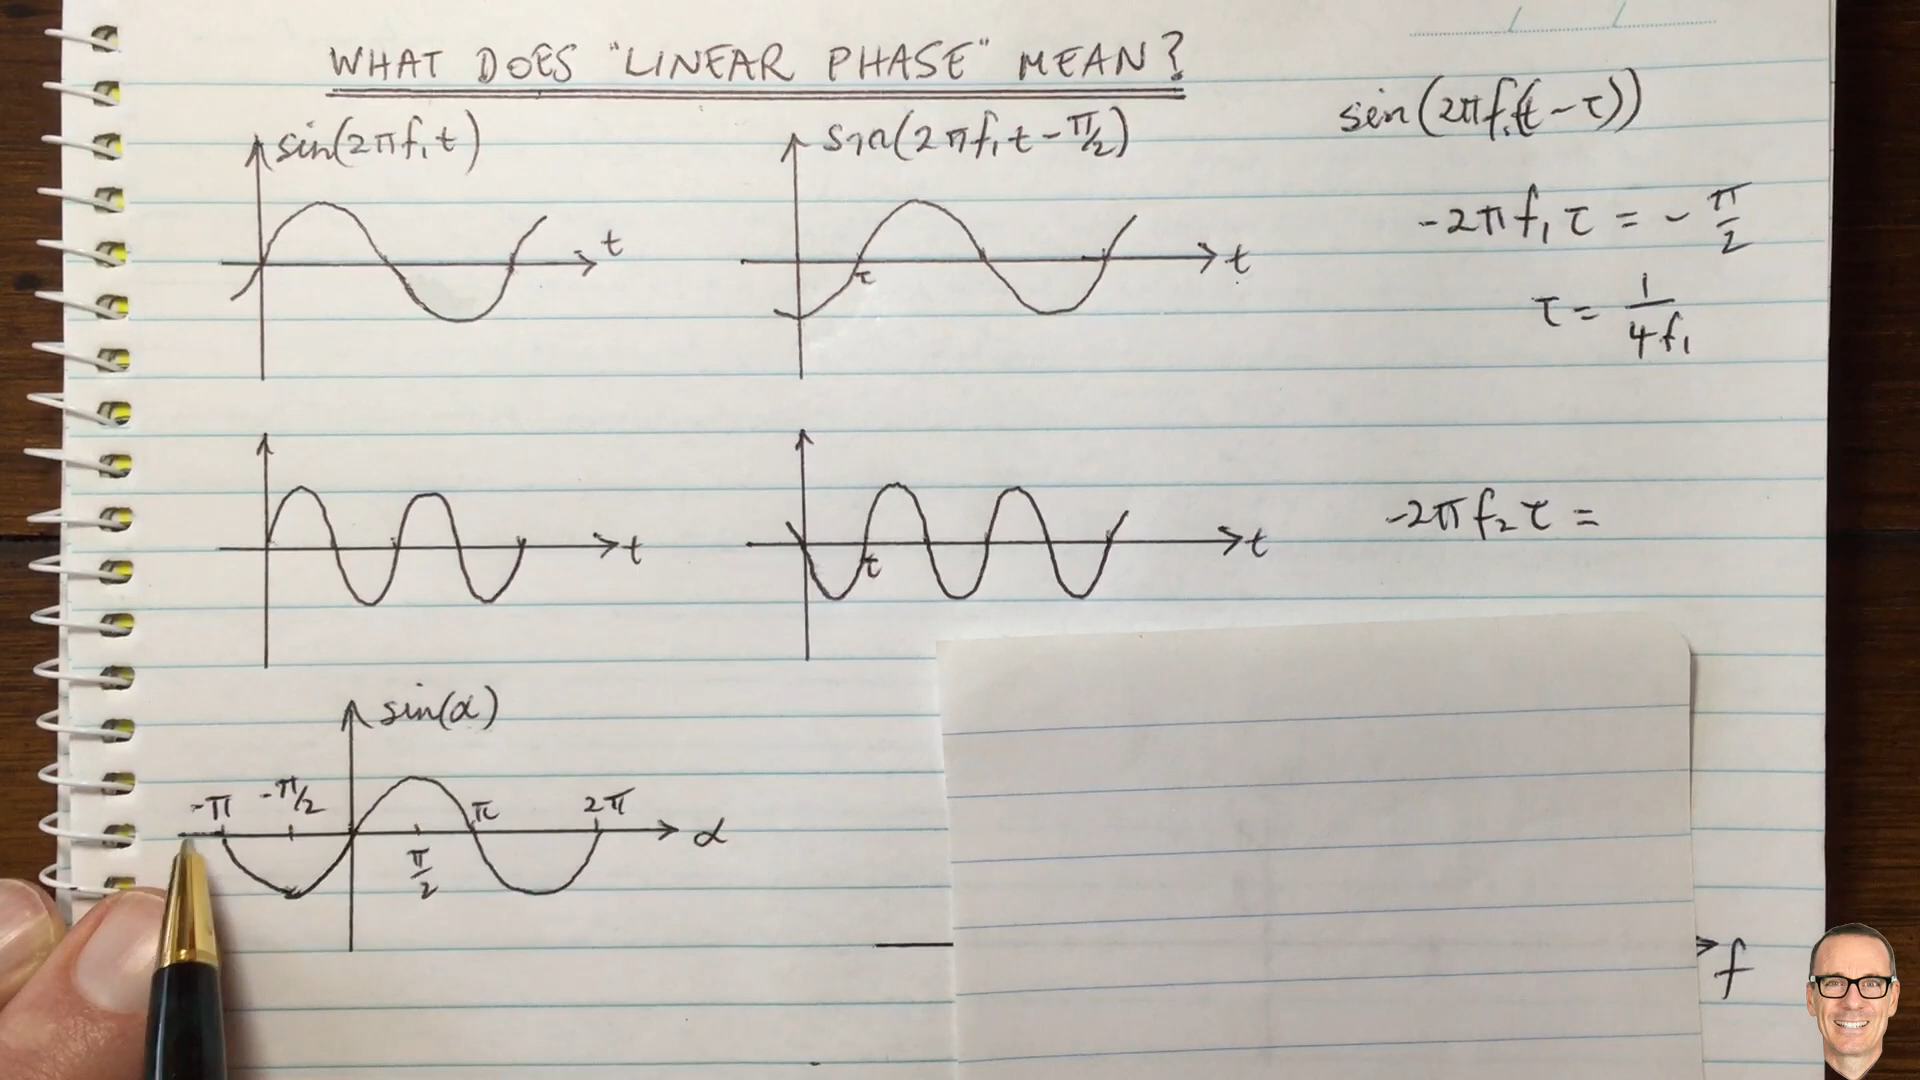 WHAT DOES "LINEAR PHASE" MEAN?
sin(2πf₁t)
sin(2πf₁t - π/2)
sin(2πf₁(t - τ))
t
τ
t
-2πf₁τ = - π/2
τ = 1/4f₁
t
τ
t
-2πf₂τ =
sin(α)
-π
-π/2
π
2π
α
π/2
f